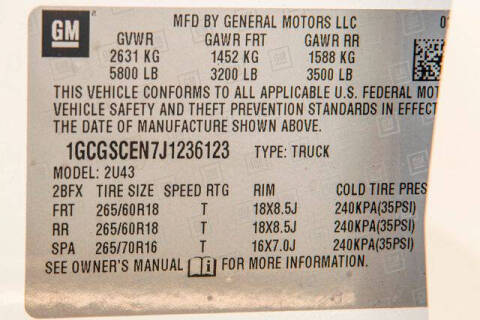 GM
MFD BY GENERAL MOTORS LLC
GVWR GAWR FRT GAWR RR
2631 KG 1452 KG 1588 KG
5800 LB 3200 LB 3500 LB
THIS VEHICLE CONFORMS TO ALL APPLICABLE U.S. FEDERAL MOTO
VEHICLE SAFETY AND THEFT PREVENTION STANDARDS IN EFFECT
THE DATE OF MANUFACTURE SHOWN ABOVE.
1GCGSCEN7J1236123 TYPE: TRUCK
MODEL: 2U43
2BFX TIRE SIZE SPEED RTG RIM COLD TIRE PRES
FRT 265/60R18 T 18X8.5J 240KPA(35PSI)
RR 265/60R18 T 18X8.5J 240KPA(35PSI)
SPA 265/70R16 T 16X7.0J 240KPA(35PSI)
SEE OWNER'S MANUAL FOR MORE INFORMATION.